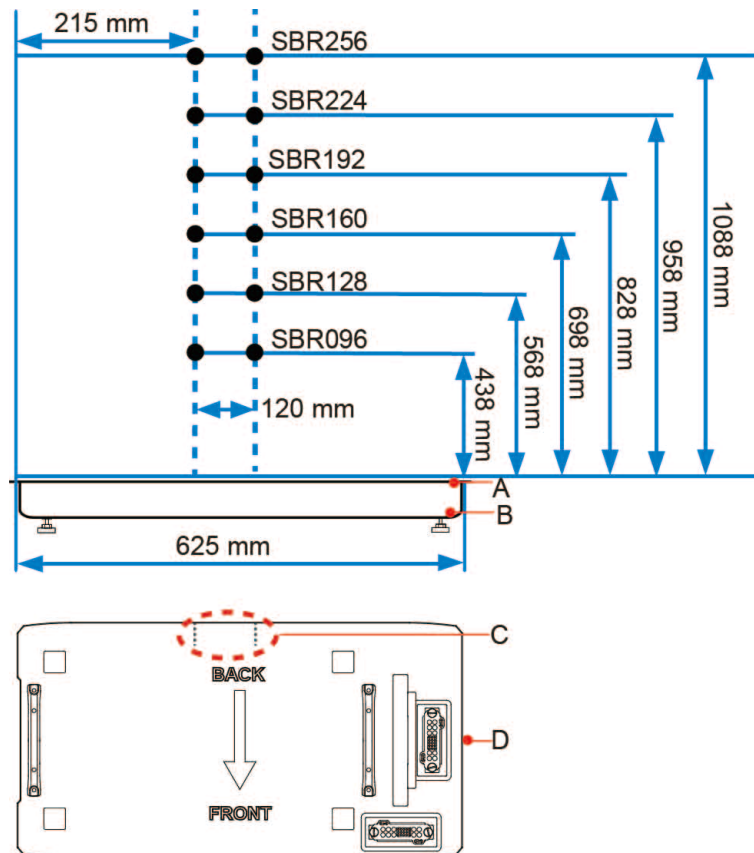 215 mm
SBR256
SBR224
SBR192
SBR160
SBR128
SBR096
1088 mm
958 mm
828 mm
698 mm
568 mm
438 mm
120 mm
A
B
625 mm
C
BACK
D
FRONT